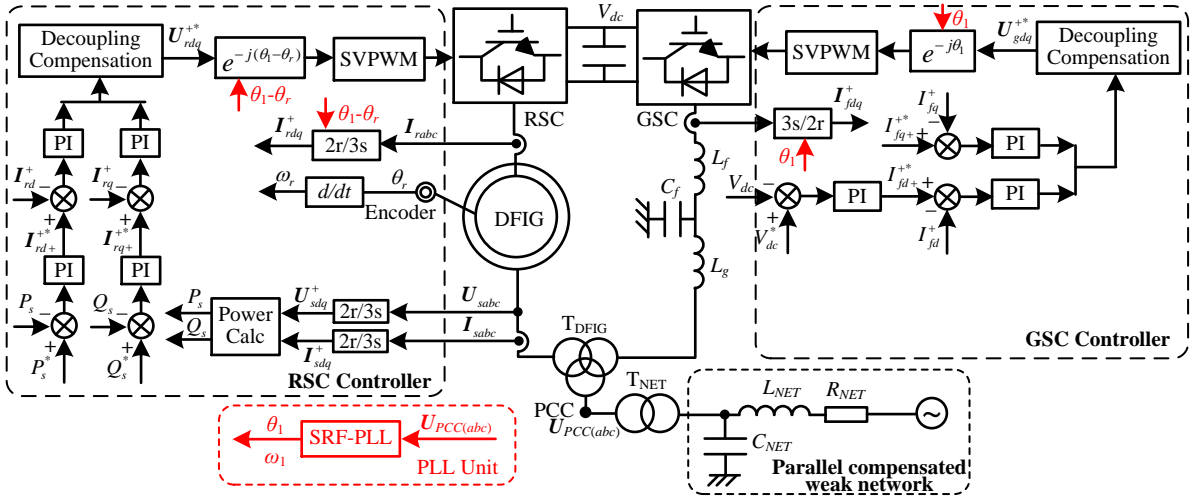 Decoupling
Compensation
U⁺*rdq
e^{-j(θ1-θr)}
SVPWM
θ1-θr
Vdc
RSC
GSC
SVPWM
θ1
e^{-jθ1}
U⁺*gdq
Decoupling
Compensation
PI
PI
I⁺rd
I⁺rq
−
−
+
+
I⁺*rd+
I⁺*rq+
PI
PI
Ps
Qs
−
−
+
+
P*s
Q*s
I⁺rdq
2r/3s
θ1-θr
Irabc
ωr
d/dt
θr
Encoder
DFIG
Ps
Qs
Power
Calc
U⁺sdq
2r/3s
Usabc
I⁺sdq
2r/3s
Isabc
RSC Controller
Lf
Cf
Lg
3s/2r
θ1
I⁺fdq
I⁺fq
−
I⁺*fq+
+
PI
Vdc
−
+
V*dc
PI
I⁺*fd+
+
−
I⁺fd
PI
GSC Controller
TDFIG
TNET
PCC
UPCC(abc)
LNET
RNET
CNET
Parallel compensated
weak network
θ1
ω1
SRF-PLL
UPCC(abc)
PLL Unit